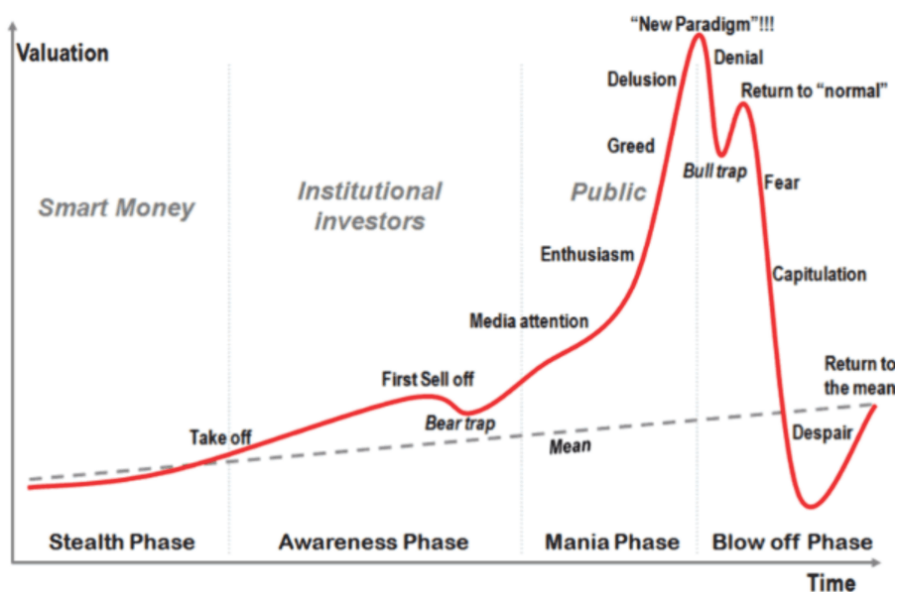 "New Paradigm"!!!
Valuation
Denial
Delusion
Return to "normal"
Greed
Bull trap
Fear
Smart Money
Institutional
investors
Public
Enthusiasm
Capitulation
Media attention
First Sell off
Return to
the mean
Bear trap
Take off
Mean
Despair
Stealth Phase
Awareness Phase
Mania Phase
Blow off Phase
Time